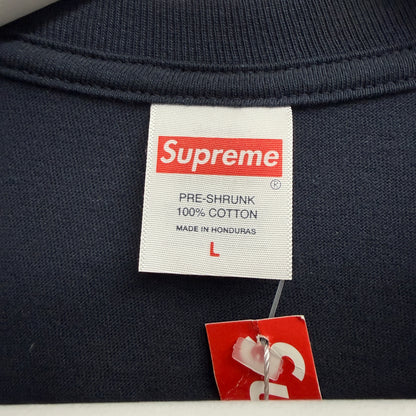 Supreme
®
PRE-SHRUNK
100% COTTON
MADE IN HONDURAS
L